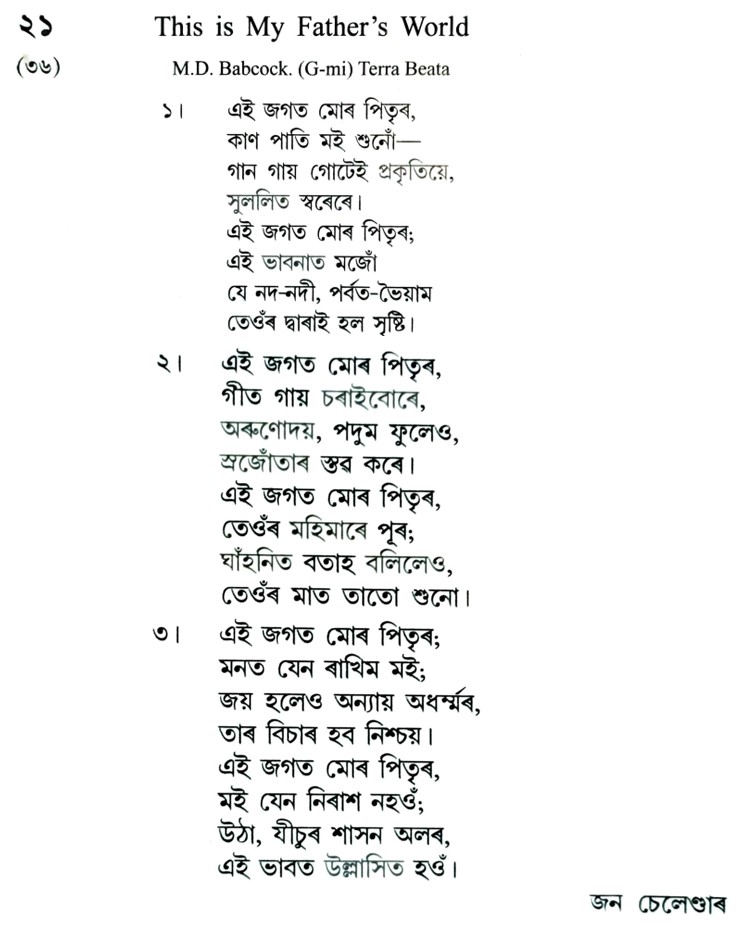 ২১ This is My Father’s World
(৩৬) M.D. Babcock. (G-mi) Terra Beata
১। এই জগত মোৰ পিতৃৰ,
কাণ পাতি মই শুনোঁ—
গান গায় গোটেই প্ৰকৃতিয়ে,
সুললিত স্বৰেৰে।
এই জগত মোৰ পিতৃৰ;
এই ভাবনাত মজোঁ
যে নদ-নদী, পৰ্বত-ভৈয়াম
তেওঁৰ দ্বাৰাই হল সৃষ্টি।
২। এই জগত মোৰ পিতৃৰ,
গীত গায় চৰাইবোৰে,
অৰুণোদয়, পদুম ফুলেও,
স্ৰজোঁতাৰ স্তৱ কৰে।
এই জগত মোৰ পিতৃৰ,
তেওঁৰ মহিমাৰে পূৰ;
ঘাঁহনিত বতাহ বলিলেও,
তেওঁৰ মাত তাতো শুনো।
৩। এই জগত মোৰ পিতৃৰ;
মনত যেন ৰাখিম মই;
জয় হলেও অন্যায় অধৰ্ম্মৰ,
তাৰ বিচাৰ হব নিশ্চয়।
এই জগত মোৰ পিতৃৰ,
মই যেন নিৰাশ নহওঁ;
উঠা, যীচুৰ শাসন অলৰ,
এই ভাবত উল্লাসিত হওঁ।
জন চেলেণ্ডাৰ